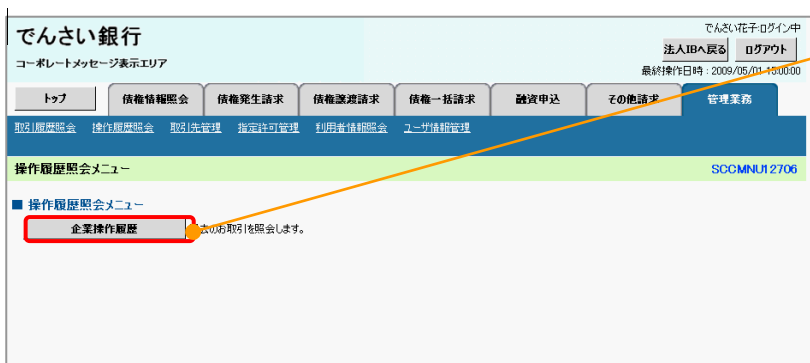 でんさい銀行
コーポレートメッセージ表示エリア
でんさい花子:ログイン中
法人IBへ戻る ログアウト
最終操作日時:2009/05/01 15:00:00
トップ 債権情報照会 債権発生請求 債権譲渡請求 債権一括請求 融資申込 その他請求 管理業務
取引履歴照会 操作履歴照会 取引先管理 指定許可管理 利用者情報照会 ユーザ情報管理
操作履歴照会メニュー SCCMNU12706
■ 操作履歴照会メニュー
企業操作履歴 去のお取引を照会します。